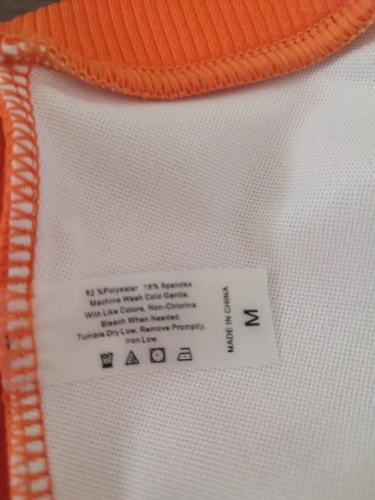 82 %Polyester 18% Spandex
Machine Wash Cold Gentle,
With Like Colors, Non-Chlorine
Bleach When Needed.
Tumble Dry Low, Remove Promptly,
Iron Low.
MADE IN CHINA
M